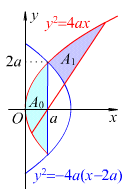 y
y²=4ax
2a
A₁
A₀
O
a
x
y²=−4a(x−2a)